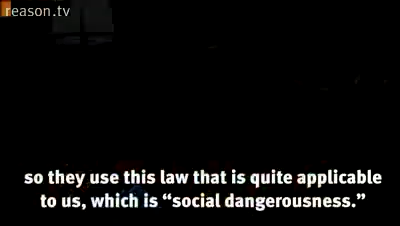 reason.tv
so they use this law that is quite applicable
to us, which is “social dangerousness.”